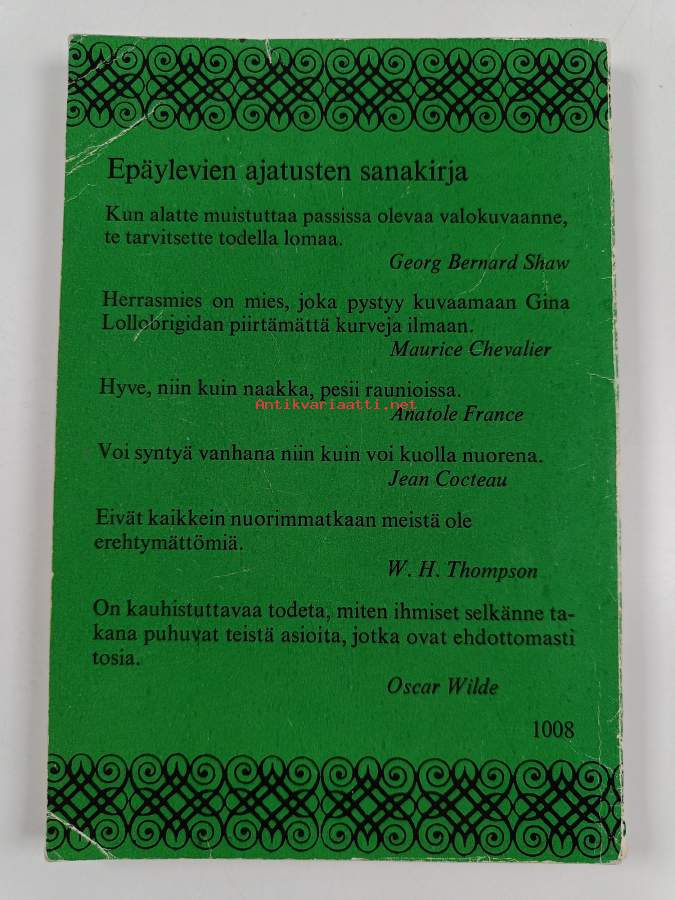 Epäylevien ajatusten sanakirja
Kun alatte muistuttaa passissa olevaa valokuvaanne,
te tarvitsette todella lomaa.
Georg Bernard Shaw
Herrasmies on mies, joka pystyy kuvaamaan Gina
Lollobrigidan piirtämättä kurveja ilmaan.
Maurice Chevalier
Hyve, niin kuin naakka, pesii raunioissa.
Antikvariaatti.net
Anatole France
Voi syntyä vanhana niin kuin voi kuolla nuorena.
Jean Cocteau
Eivät kaikkein nuorimmatkaan meistä ole
erehtymättömiä.
W. H. Thompson
On kauhistuttavaa todeta, miten ihmiset selkänne ta-
kana puhuvat teistä asioita, jotka ovat ehdottomasti
tosia.
Oscar Wilde
1008